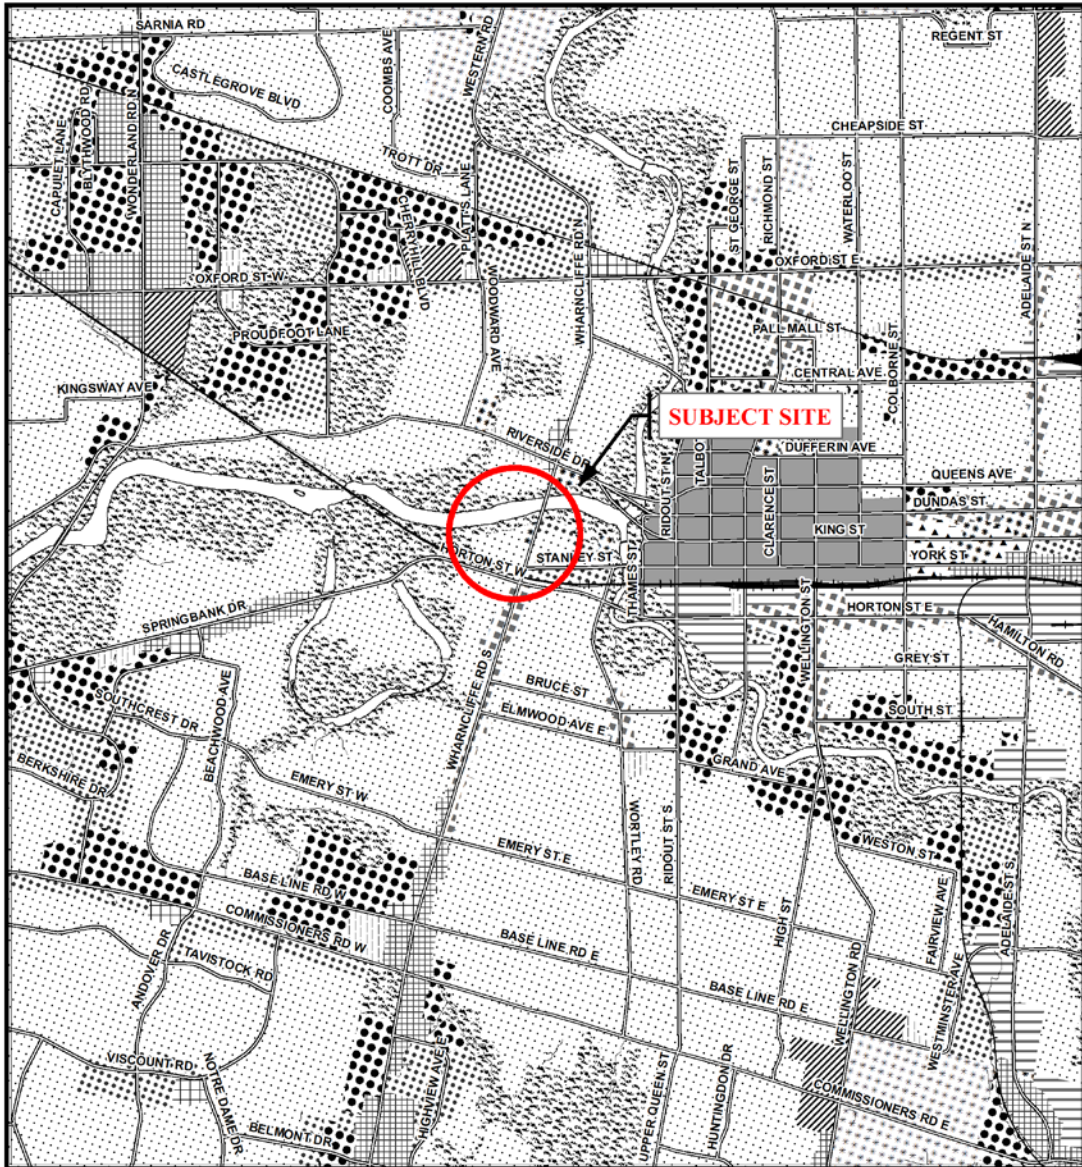 SARNIA RD
REGENT ST
CASTLEGROVE BLVD
COOMBS AVE
WESTERN RD
CAPULET LANE
BLYTHWOOD RD
WONDERLAND RD N
CHEAPSIDE ST
TROTT DR
PLATT'S LANE
CHERRYHILL BLVD
ST GEORGE ST
RICHMOND ST
WATERLOO ST
ADELAIDE ST N
OXFORD ST W
OXFORD ST E
WOODWARD AVE
WHARNCLIFFE RD N
PROUDFOOT LANE
PALL MALL ST
CENTRAL AVE
COLBORNE ST
KINGSWAY AVE
SUBJECT SITE
RIVERSIDE DR
TALBO
DUFFERIN AVE
RIDOUT ST N
CLARENCE ST
QUEENS AVE
DUNDAS ST
KING ST
HORTON ST W
STANLEY ST
YORK ST
THAMES ST
WELLINGTON ST
HORTON ST E
HAMILTON RD
SPRINGBANK DR
GREY ST
WHARNCLIFFE RD S
BRUCE ST
SOUTH ST
ELMWOOD AVE E
SOUTHCREST DR
BEACHWOOD AVE
BERKSHIRE DR
GRAND AVE
EMERY ST W
WORTLEY RD
RIDOUT ST S
EMERY ST E
WESTON ST
BASE LINE RD W
EMERY ST E
HIGH ST
FAIRVIEW AVE
ADELAIDE ST S
COMMISSIONERS RD W
BASE LINE RD E
ANDOVER DR
TAVISTOCK RD
WELLINGTON RD
WESTMINSTER AVE
BASE LINE RD E
VISCOUNT RD
NOTRE DAME DR
HIGHVIEW AVE E
UPPER QUEEN ST
HUNTINGDON DR
COMMISSIONERS RD E
BELMONT DR